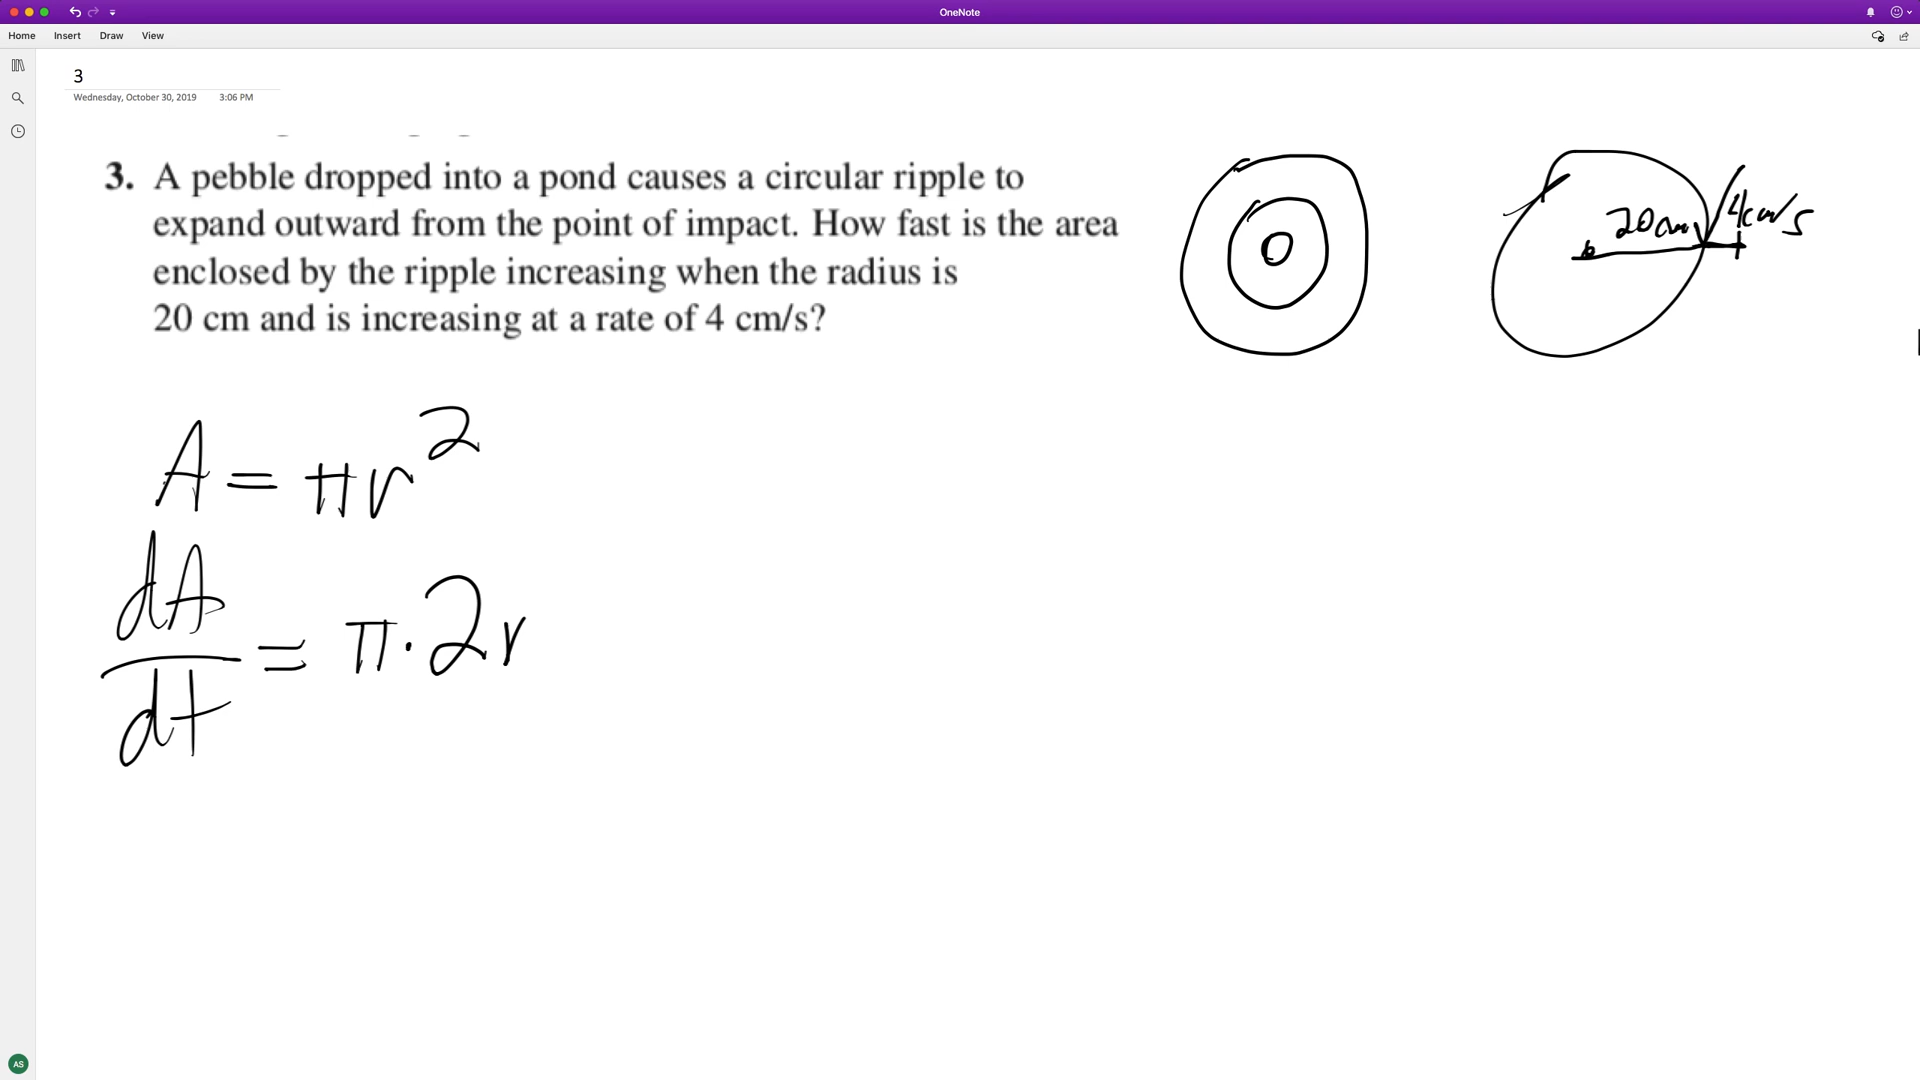 OneNote
Home Insert Draw View
3
Wednesday, October 30, 2019 3:06 PM
3. A pebble dropped into a pond causes a circular ripple to
expand outward from the point of impact. How fast is the area
enclosed by the ripple increasing when the radius is
20 cm and is increasing at a rate of 4 cm/s?
20cm 4cm/s
A = πr²
dA/dt = π·2r
AS